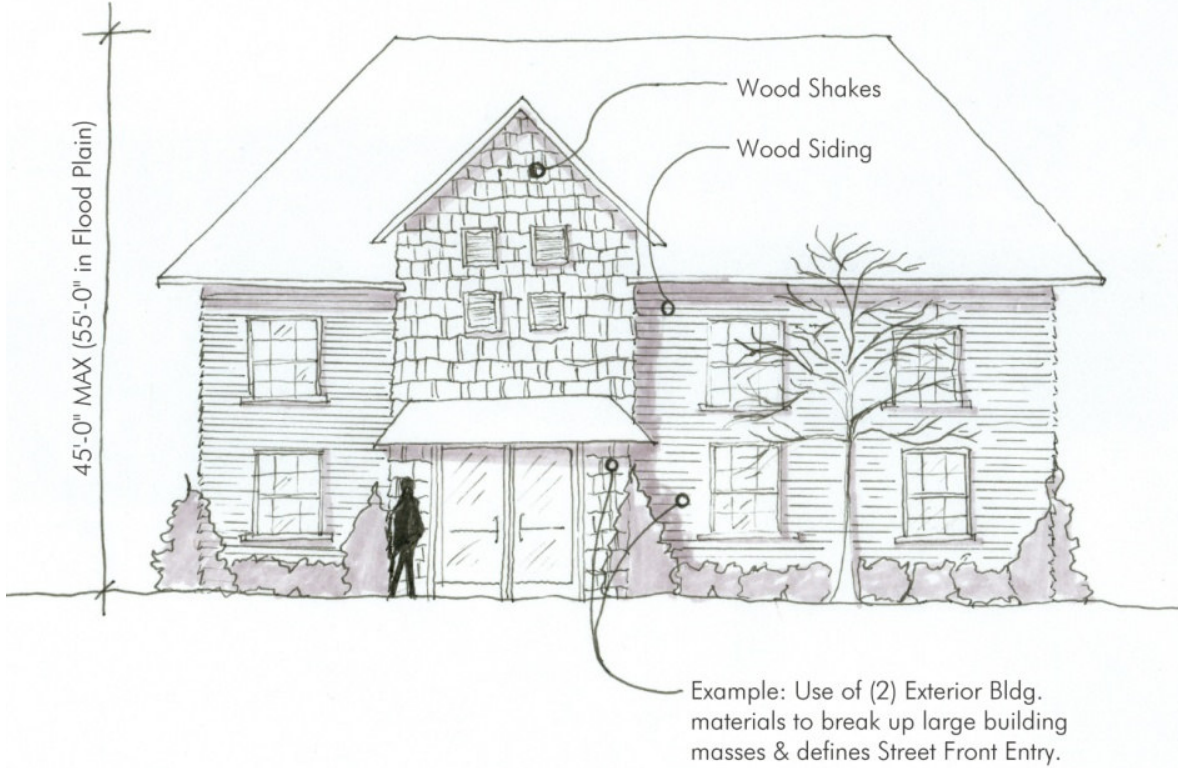 45'-0" MAX (55'-0" in Flood Plain)
Wood Shakes
Wood Siding
Example: Use of (2) Exterior Bldg.
materials to break up large building
masses & defines Street Front Entry.